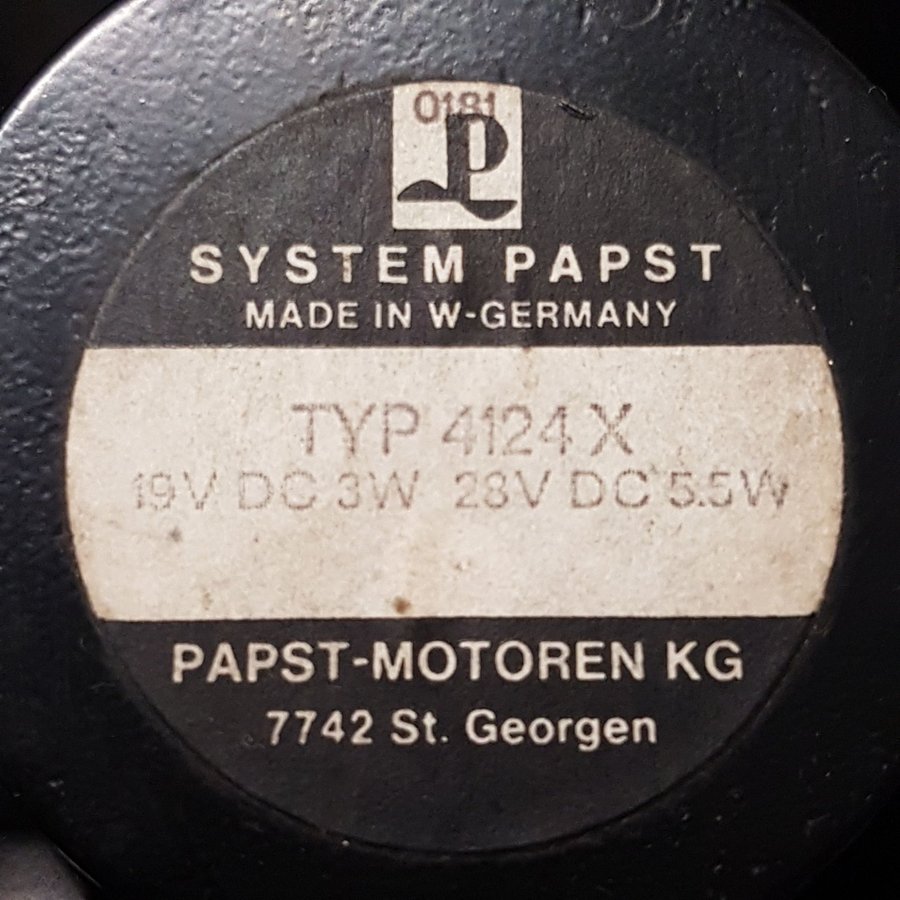 0181
SYSTEM PAPST
MADE IN W-GERMANY
TYP 4124 X
19V DC 3W 28V DC 5.5W
PAPST-MOTOREN KG
7742 St. Georgen